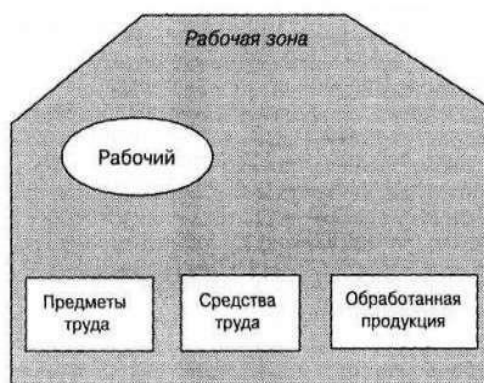 Рабочая зона
Рабочий
Предметы
труда
Средства
труда
Обработанная
продукция